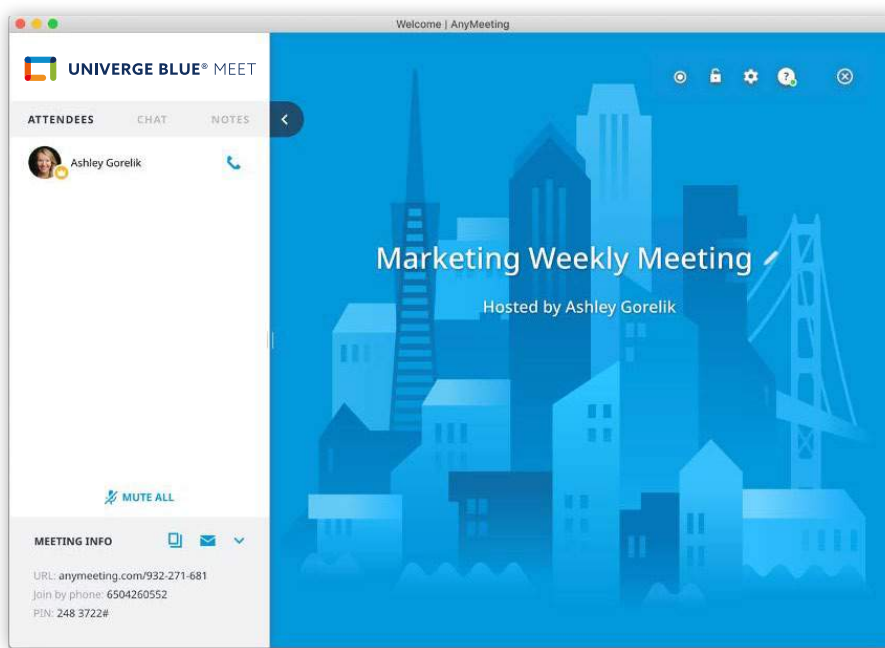 Welcome | AnyMeeting
UNIVERGE BLUE® MEET
ATTENDEES CHAT NOTES
Ashley Gorelik
Marketing Weekly Meeting
Hosted by Ashley Gorelik
MUTE ALL
MEETING INFO
URL: anymeeting.com/932-271-681
Join by phone: 6504260552
PIN: 248 3722#